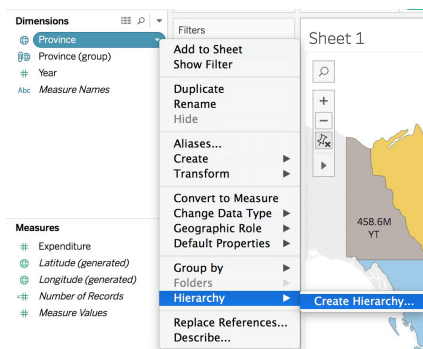 Dimensions
Province
Province (group)
# Year
Abc Measure Names
Measures
# Expenditure
Latitude (generated)
Longitude (generated)
=# Number of Records
# Measure Values
Filters
Add to Sheet
Show Filter
Duplicate
Rename
Hide
Aliases...
Create
Transform
Convert to Measure
Change Data Type
Geographic Role
Default Properties
Group by
Folders
Hierarchy
Replace References...
Describe...
Create Hierarchy...
Sheet 1
458.6M
YT